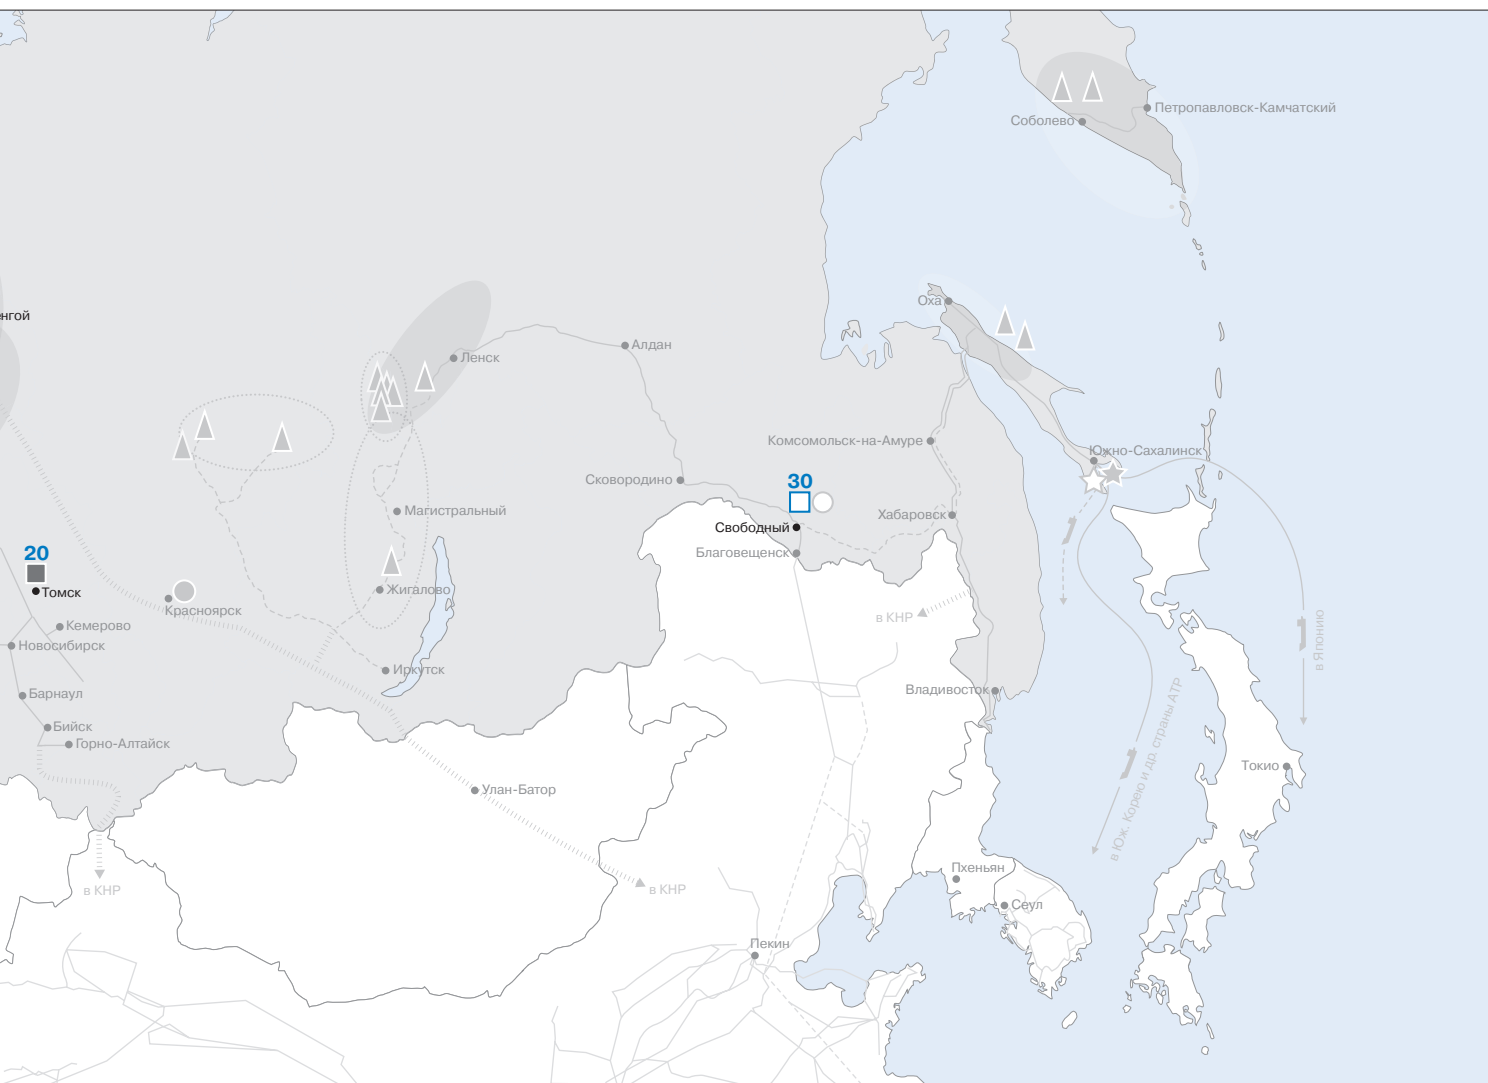 Петропавловск-Камчатский
Соболево
Оха
енгой
Алдан
Ленск
Комсомольск-на-Амуре
Южно-Сахалинск
Сковородино
30
Магистральный
Хабаровск
Свободный
20
Благовещенск
Томск
Жигалово
Красноярск
в КНР
Кемерово
в Японию
Новосибирск
Иркутск
Владивосток
Барнаул
Бийск
Горно-Алтайск
в Юж. Корею и др. страны АТР
Токио
Улан-Батор
Пхеньян
в КНР
в КНР
Сеул
Пекин